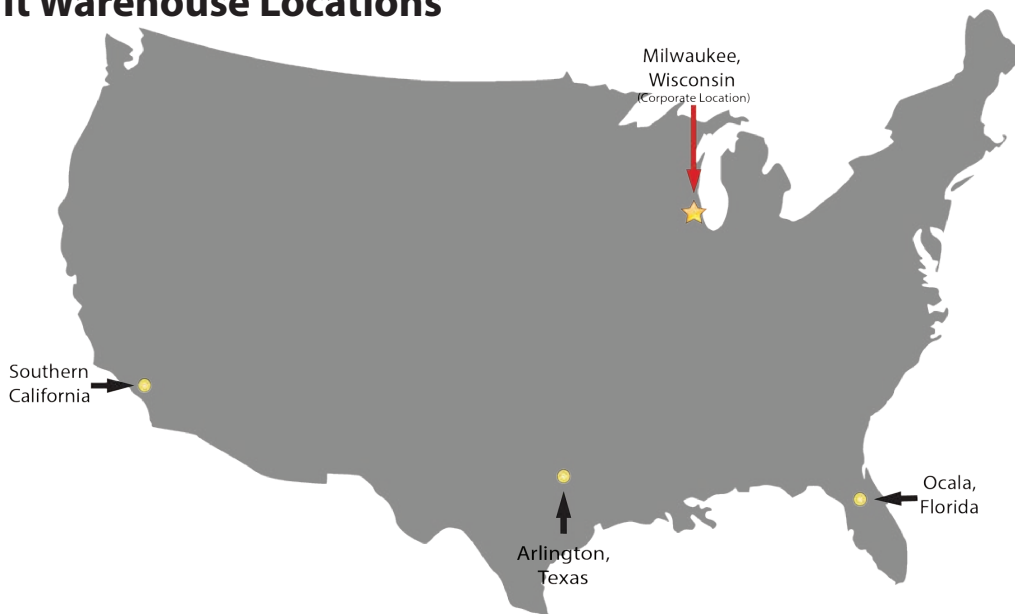 Warehouse Locations
Milwaukee,
Wisconsin
(Corporate Location)
Southern
California
Ocala,
Florida
Arlington,
Texas